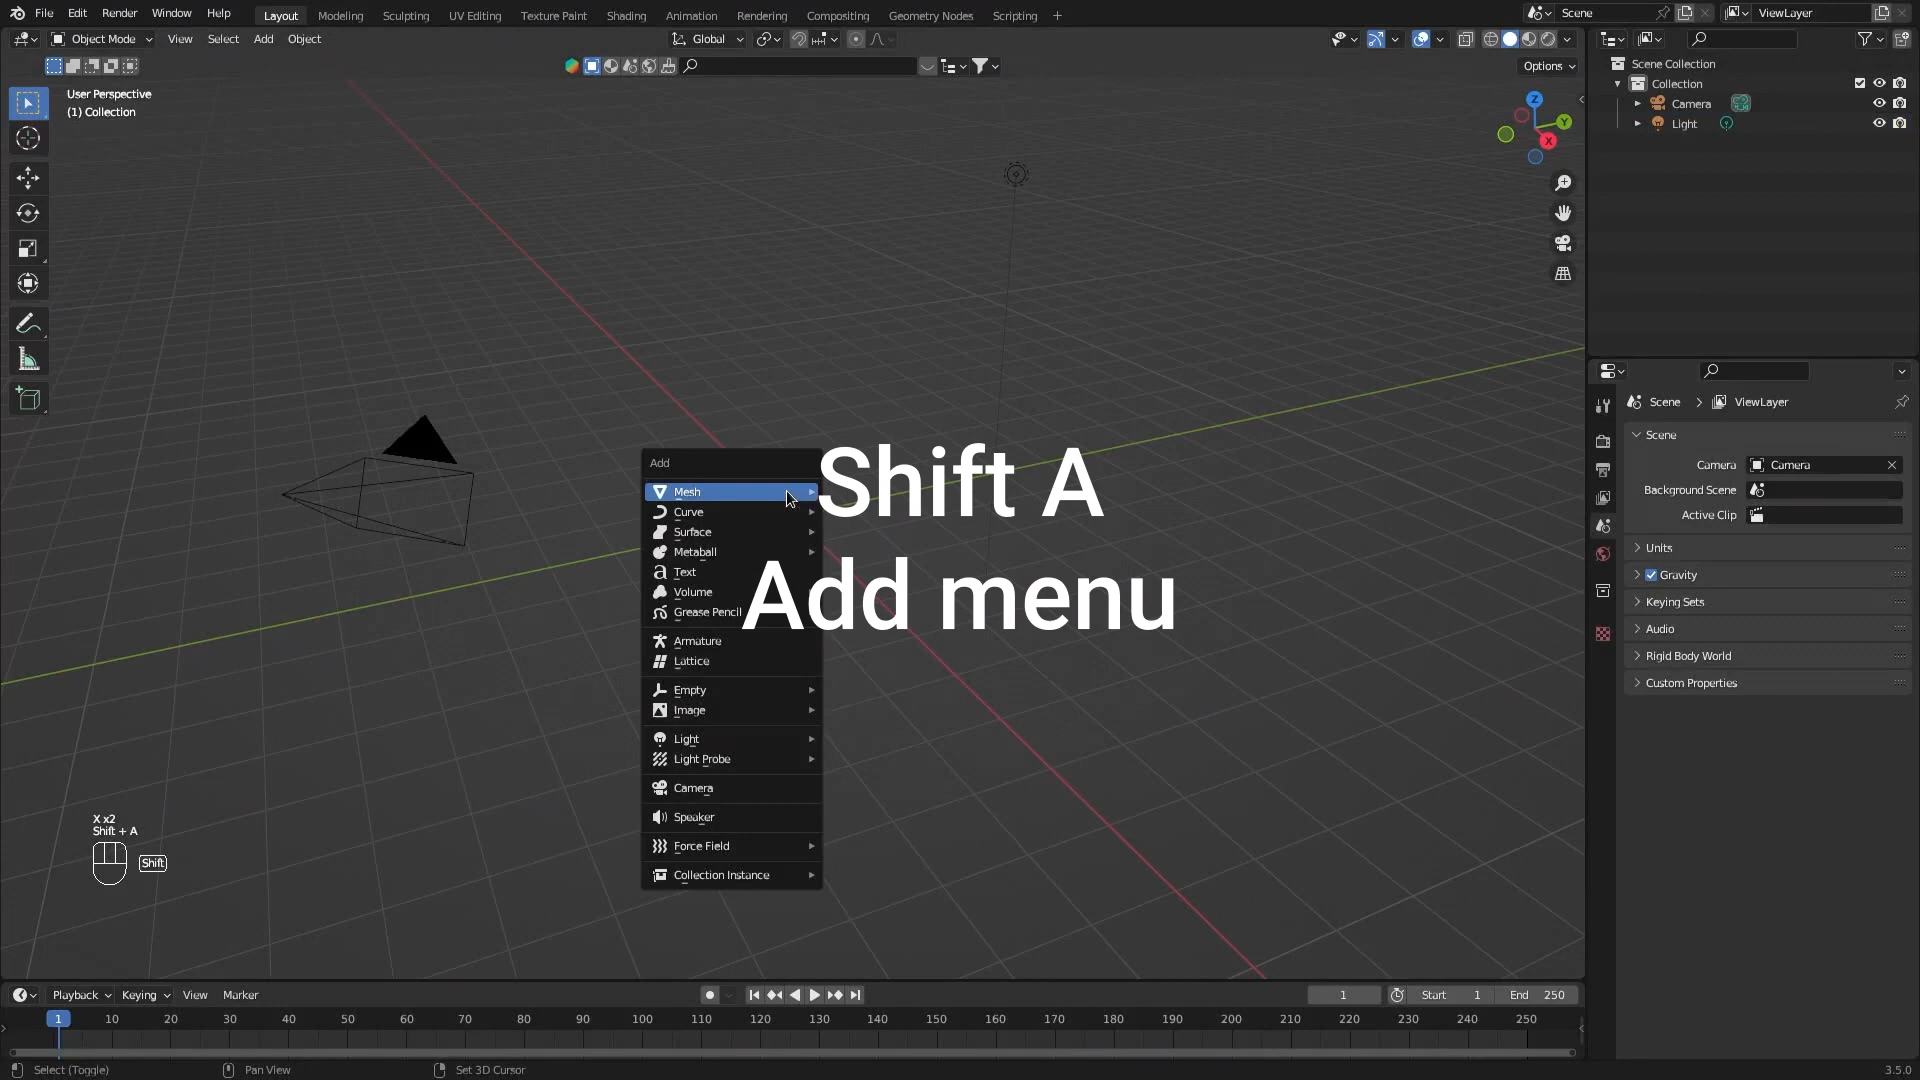 File Edit Render Window Help Layout Modeling Sculpting UV Editing Texture Paint Shading Animation Rendering Compositing Geometry Nodes Scripting + Scene ViewLayer
Object Mode View Select Add Object Global
Options
User Perspective
(1) Collection
Z
Y
X
Scene Collection
Collection
Camera
Light
Scene > ViewLayer
Scene
Camera Camera
Background Scene
Active Clip
Units
Gravity
Keying Sets
Audio
Rigid Body World
Custom Properties
Add
Mesh
Curve
Surface
Metaball
Text
Volume
Grease Pencil
Armature
Lattice
Empty
Image
Light
Light Probe
Camera
Speaker
Force Field
Collection Instance
Shift A
Add menu
X x2
Shift + A
Shift
Playback Keying View Marker 1 Start 1 End 250
1 10 20 30 40 50 60 70 80 90 100 110 120 130 140 150 160 170 180 190 200 210 220 230 240 250
Select (Toggle) Pan View Set 3D Cursor 3.5.0